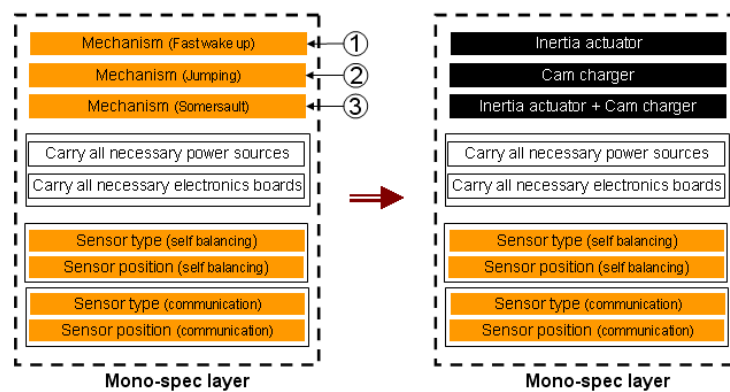 Mechanism (Fast wake up)
1
Mechanism (Jumping)
2
Mechanism (Somersault)
3
Carry all necessary power sources
Carry all necessary electronics boards
Sensor type (self balancing)
Sensor position (self balancing)
Sensor type (communication)
Sensor position (communication)
Mono-spec layer
Inertia actuator
Cam charger
Inertia actuator + Cam charger
Carry all necessary power sources
Carry all necessary electronics boards
Sensor type (self balancing)
Sensor position (self balancing)
Sensor type (communication)
Sensor position (communication)
Mono-spec layer